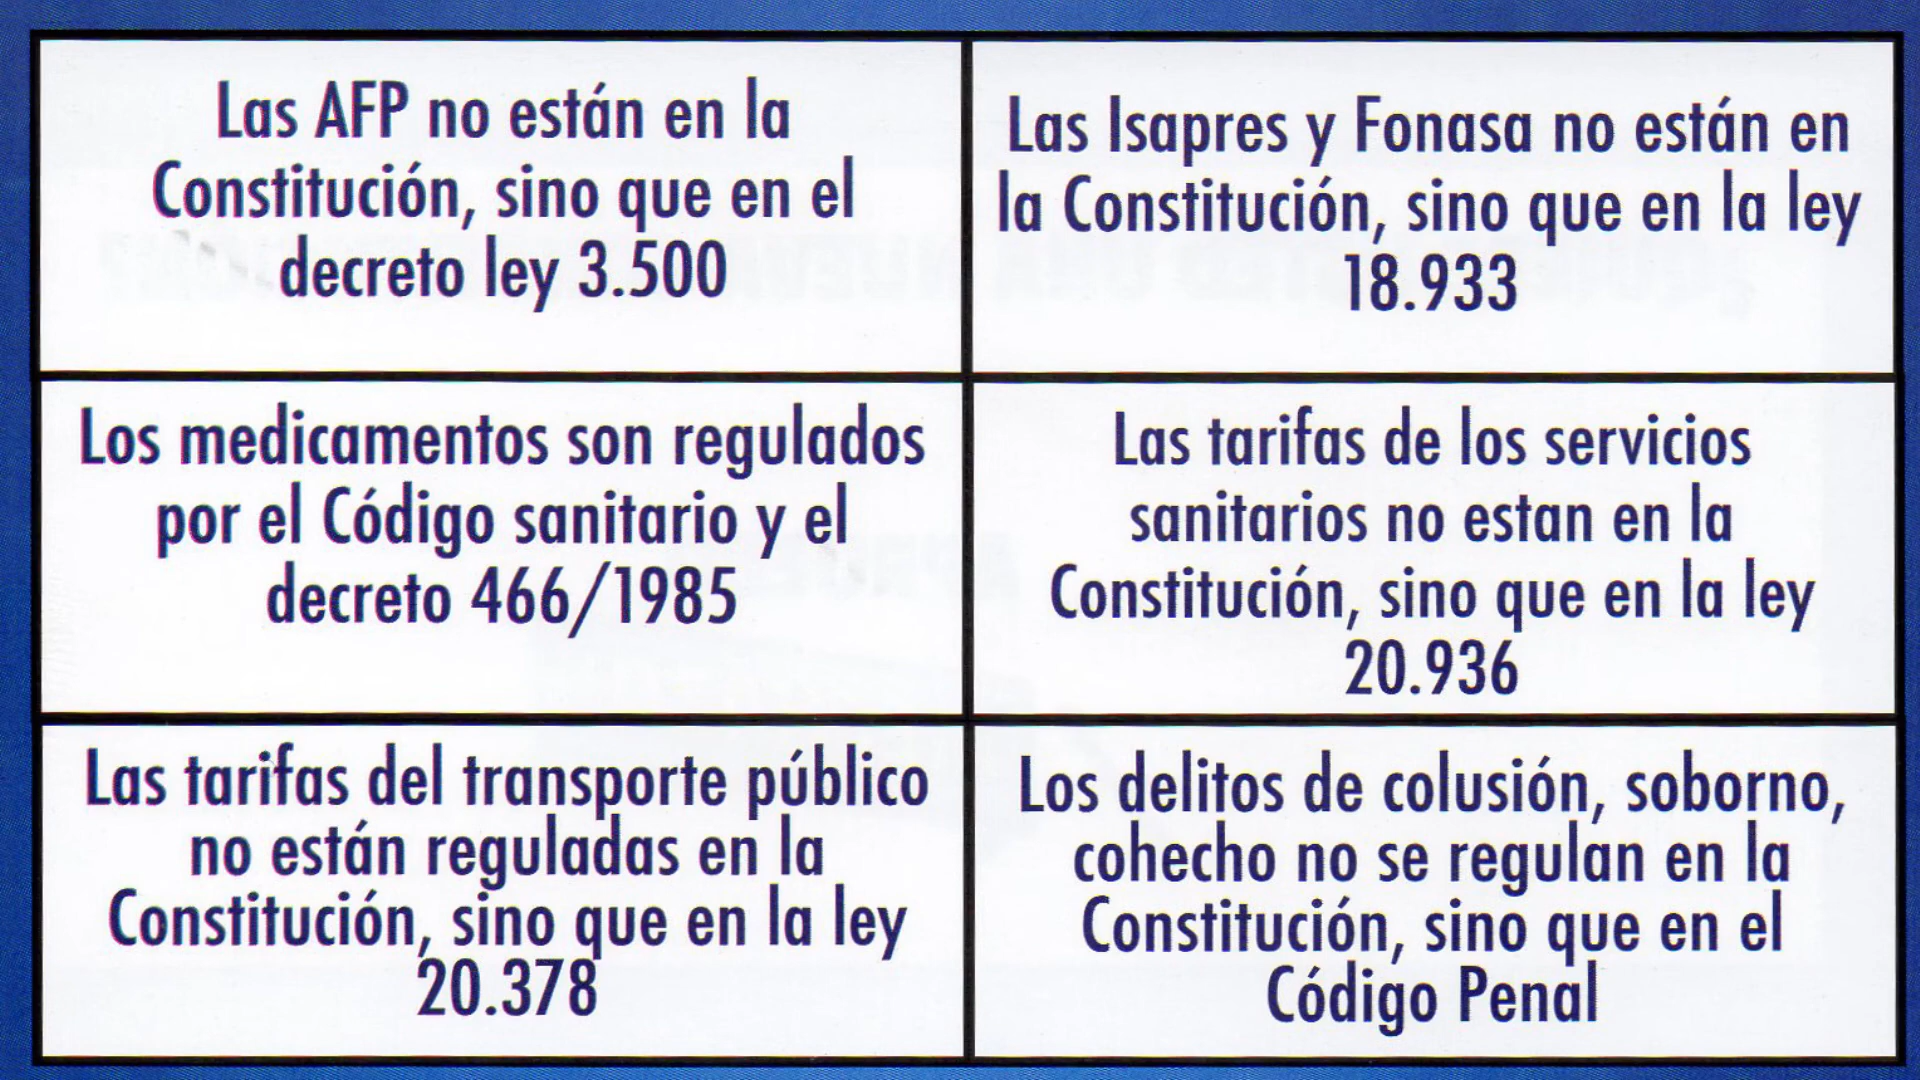 Las AFP no están en la
Constitución, sino que en el
decreto ley 3.500
Las Isapres y Fonasa no están en
la Constitución, sino que en la ley
18.933
Los medicamentos son regulados
por el Código sanitario y el
decreto 466/1985
Las tarifas de los servicios
sanitarios no estan en la
Constitución, sino que en la ley
20.936
Las tarifas del transporte público
no están reguladas en la
Constitución, sino que en la ley
20.378
Los delitos de colusión, soborno,
cohecho no se regulan en la
Constitución, sino que en el
Código Penal